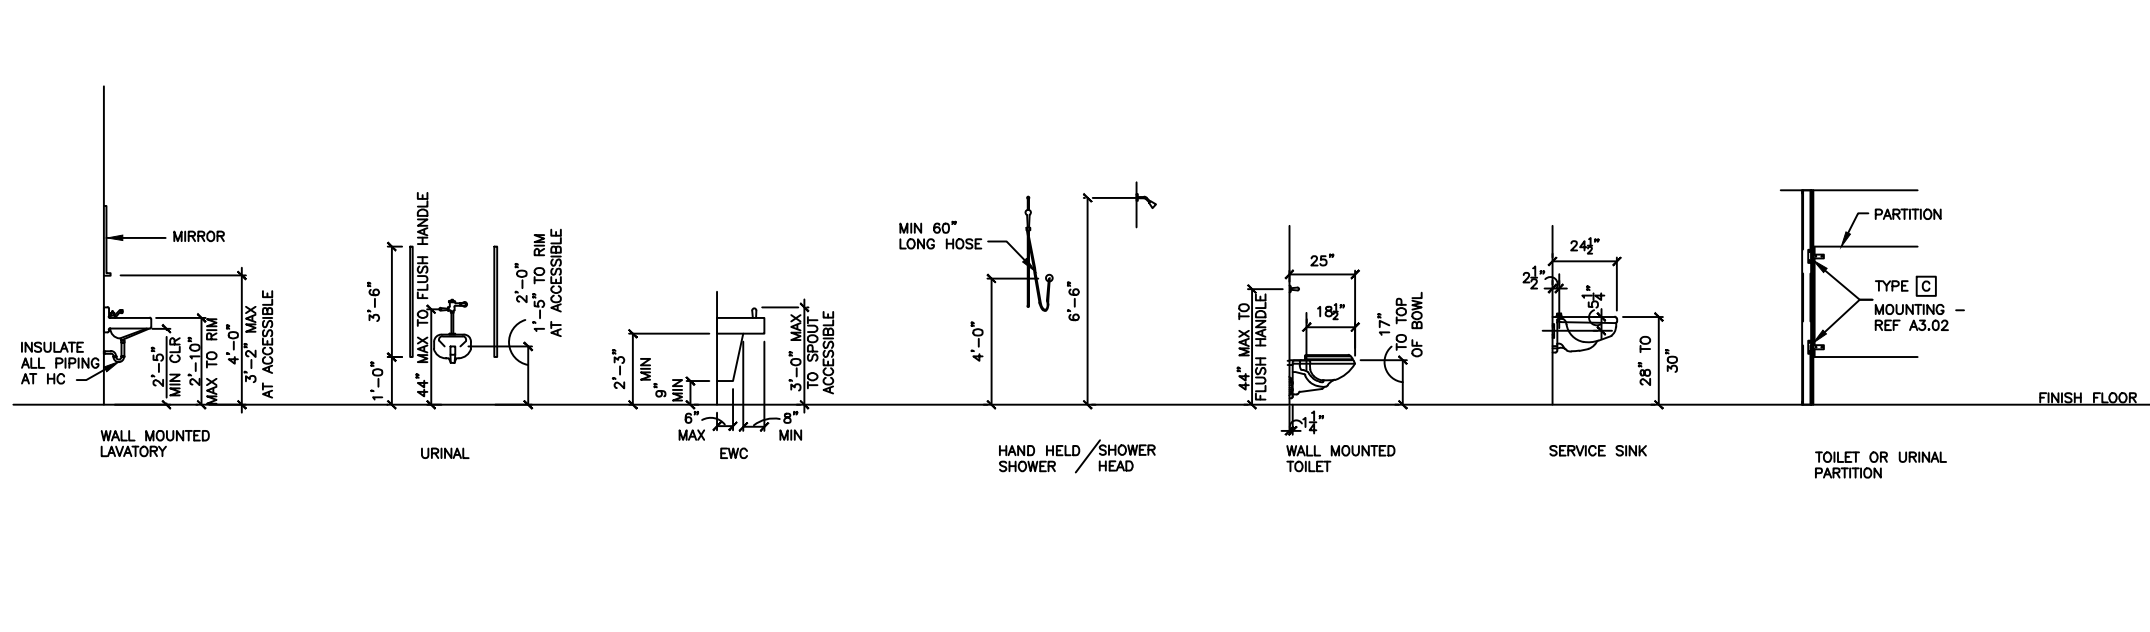 MIRROR
INSULATE
ALL PIPING
AT HC
2'-5"
MIN CLR
2'-10"
MAX TO RIM
4'-0"
3'-2" MAX
AT ACCESSIBLE
WALL MOUNTED
LAVATORY
3'-6"
1'-0"
44" MAX TO FLUSH HANDLE
2'-0"
1'-5" TO RIM
AT ACCESSIBLE
URINAL
2'-3"
MIN
9"
MIN
6"
MAX
8"
MIN
3'-0" MAX
TO SPOUT
ACCESSIBLE
EWC
MIN 60"
LONG HOSE
4'-0"
6'-6"
HAND HELD / SHOWER
SHOWER HEAD
25"
18½"
44" MAX TO
FLUSH HANDLE
17"
TO TOP
OF BOWL
1¼"
WALL MOUNTED
TOILET
24½"
2½"
5¼"
28" TO
30"
SERVICE SINK
PARTITION
TYPE C
MOUNTING -
REF A3.02
TOILET OR URINAL
PARTITION
FINISH FLOOR